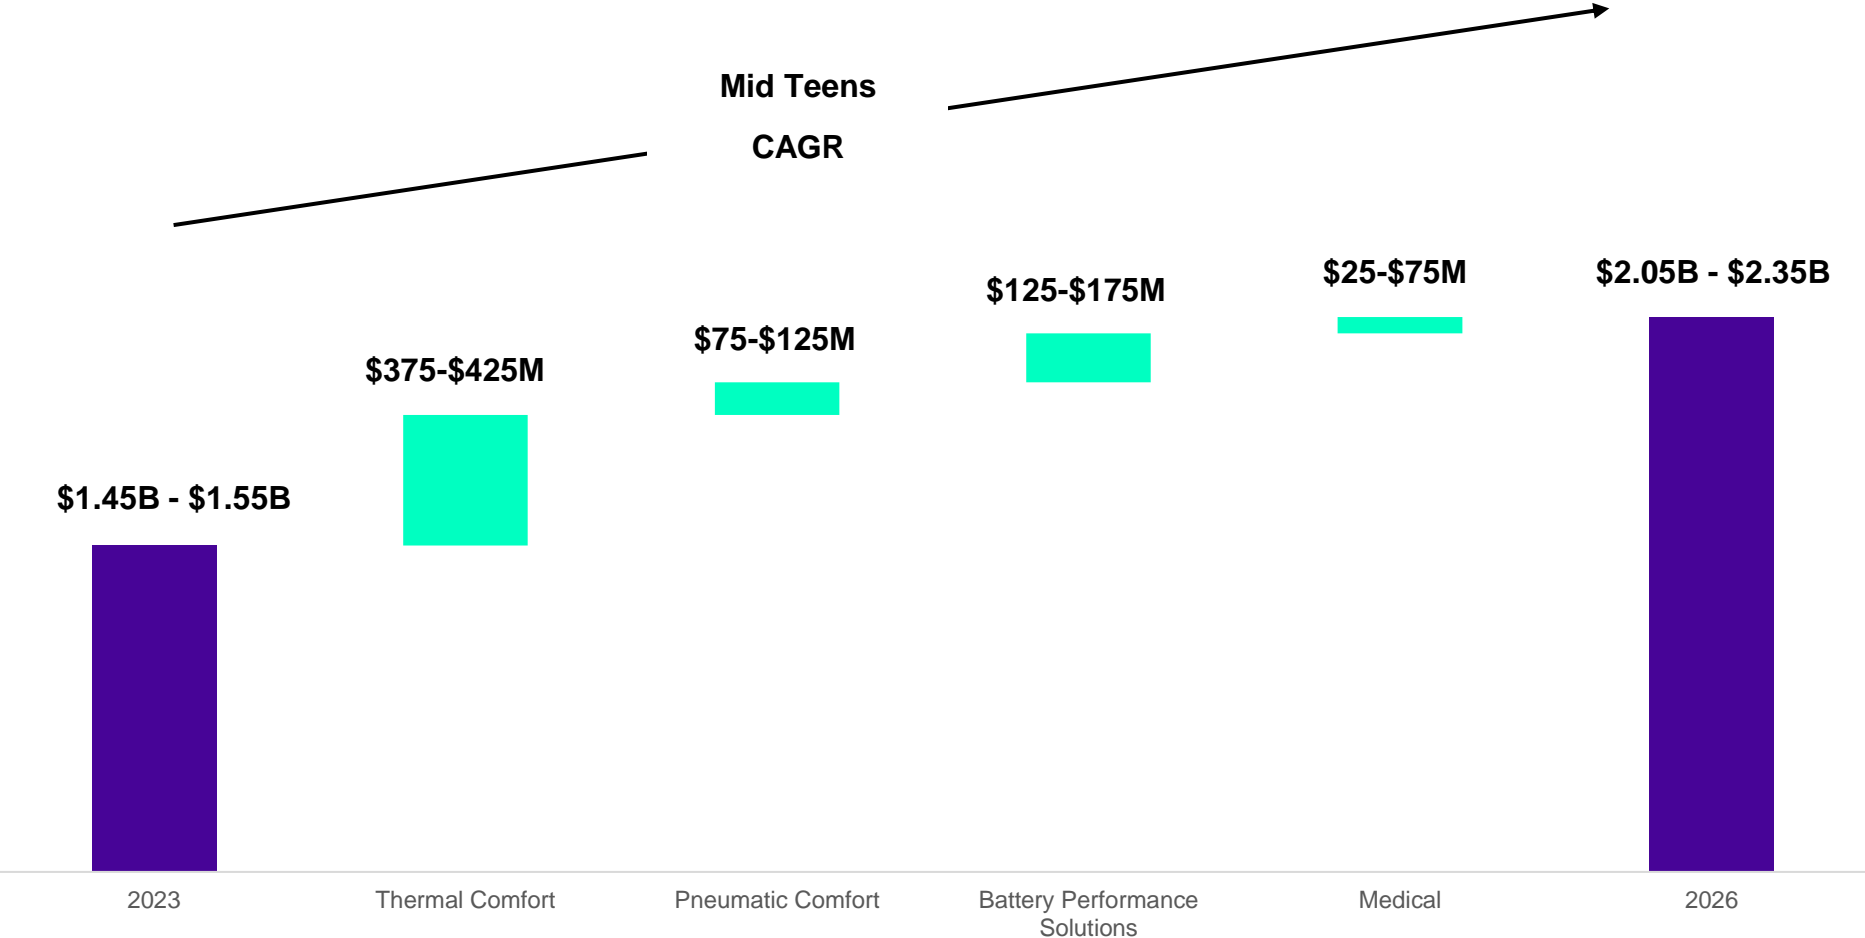 Mid Teens
CAGR
$1.45B - $1.55B
$375-$425M
$75-$125M
$125-$175M
$25-$75M
$2.05B - $2.35B
2023
Thermal Comfort
Pneumatic Comfort
Battery Performance
Solutions
Medical
2026